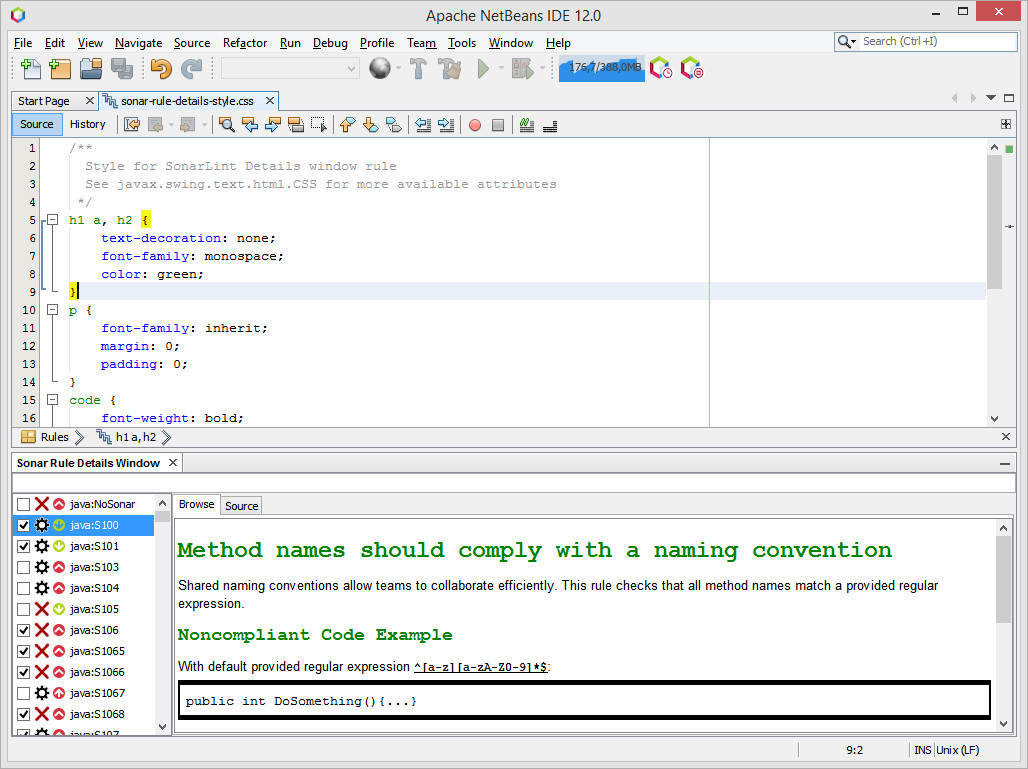 Apache NetBeans IDE 12.0
File Edit View Navigate Source Refactor Run Debug Profile Team Tools Window Help
Search (Ctrl+I)
176,7/388,0MB
Start Page sonar-rule-details-style.css
Source History
1 /**
2 Style for SonarLint Details window rule
3 See javax.swing.text.html.CSS for more available attributes
4 */
5 h1 a, h2 {
6 text-decoration: none;
7 font-family: monospace;
8 color: green;
9 }
10 p {
11 font-family: inherit;
12 margin: 0;
13 padding: 0;
14 }
15 code {
16 font-weight: bold;
Rules h1 a, h2
Sonar Rule Details Window
java:NoSonar
java:S100
java:S101
java:S103
java:S104
java:S105
java:S106
java:S1065
java:S1066
java:S1067
java:S1068
java:S107
Browse Source
Method names should comply with a naming convention
Shared naming conventions allow teams to collaborate efficiently. This rule checks that all method names match a provided regular
expression.
Noncompliant Code Example
With default provided regular expression ^[a-z][a-zA-Z0-9]*$:
public int DoSomething(){...}
9:2 INS Unix (LF)